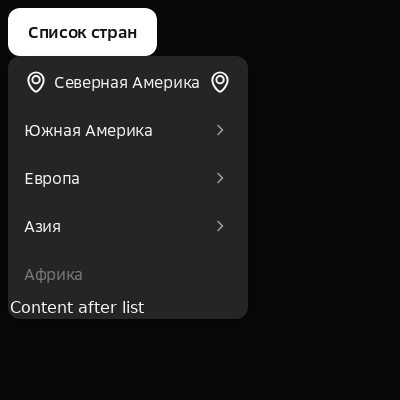 Список стран
Северная Америка
Южная Америка
Европа
Азия
Африка
Content after list